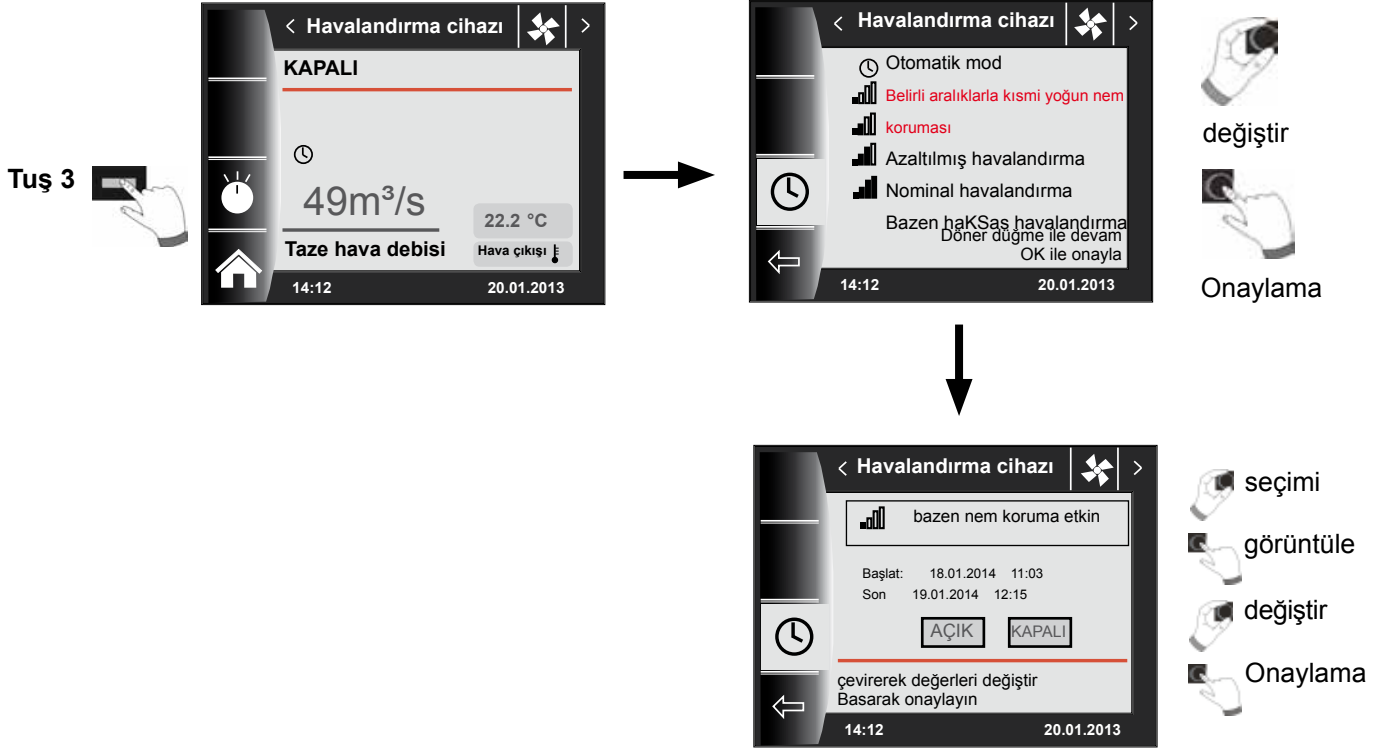 Tuş 3
< Havalandırma cihazı >
KAPALI
49m³/s
22.2 °C
Taze hava debisi
Hava çıkışı
14:12 20.01.2013
< Havalandırma cihazı >
Otomatik mod
Belirli aralıklarla kısmi yoğun nem
koruması
Azaltılmış havalandırma
Nominal havalandırma
Bazen haKSas havalandırma
Döner düğme ile devam
OK ile onayla
14:12 20.01.2013
değiştir
Onaylama
< Havalandırma cihazı >
bazen nem koruma etkin
Başlat: 18.01.2014 11:03
Son 19.01.2014 12:15
AÇIK KAPALI
çevirerek değerleri değiştir
Basarak onaylayın
14:12 20.01.2013
seçimi
görüntüle
değiştir
Onaylama